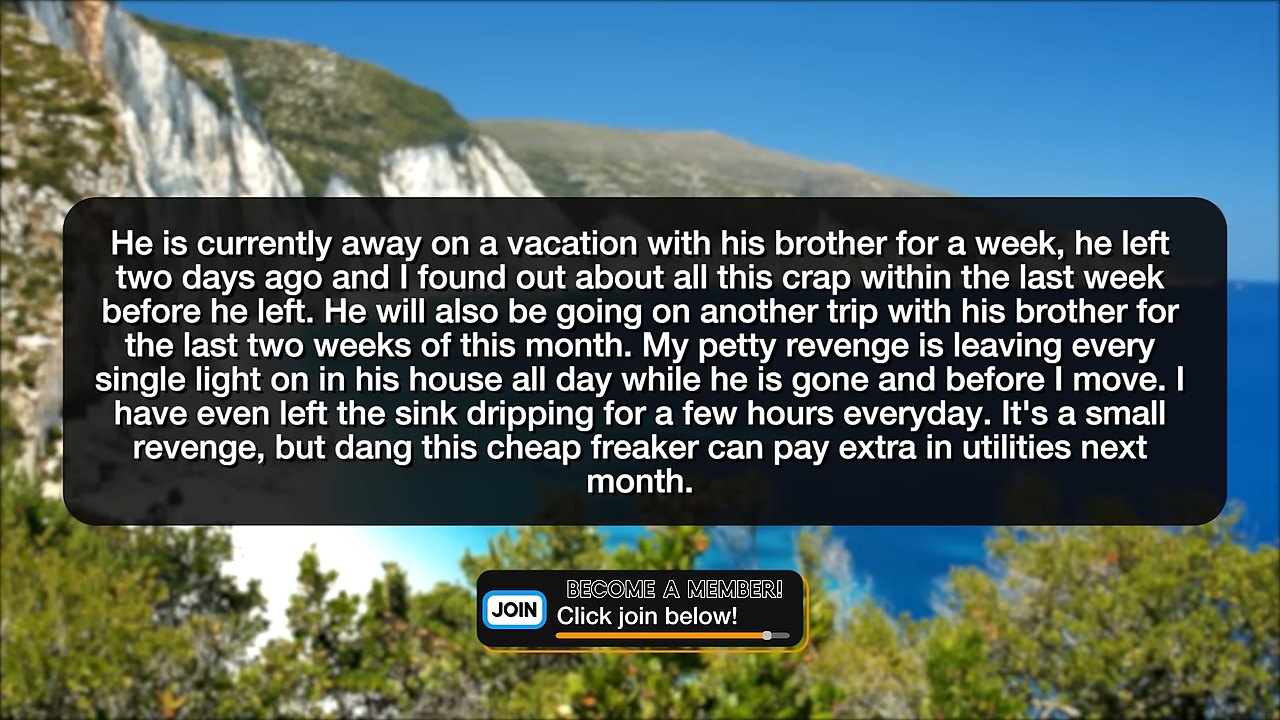 He is currently away on a vacation with his brother for a week, he left
two days ago and I found out about all this crap within the last week
before he left. He will also be going on another trip with his brother for
the last two weeks of this month. My petty revenge is leaving every
single light on in his house all day while he is gone and before I move. I
have even left the sink dripping for a few hours everyday. It's a small
revenge, but dang this cheap freaker can pay extra in utilities next
month.
BECOME A MEMBER!
JOIN
Click join below!